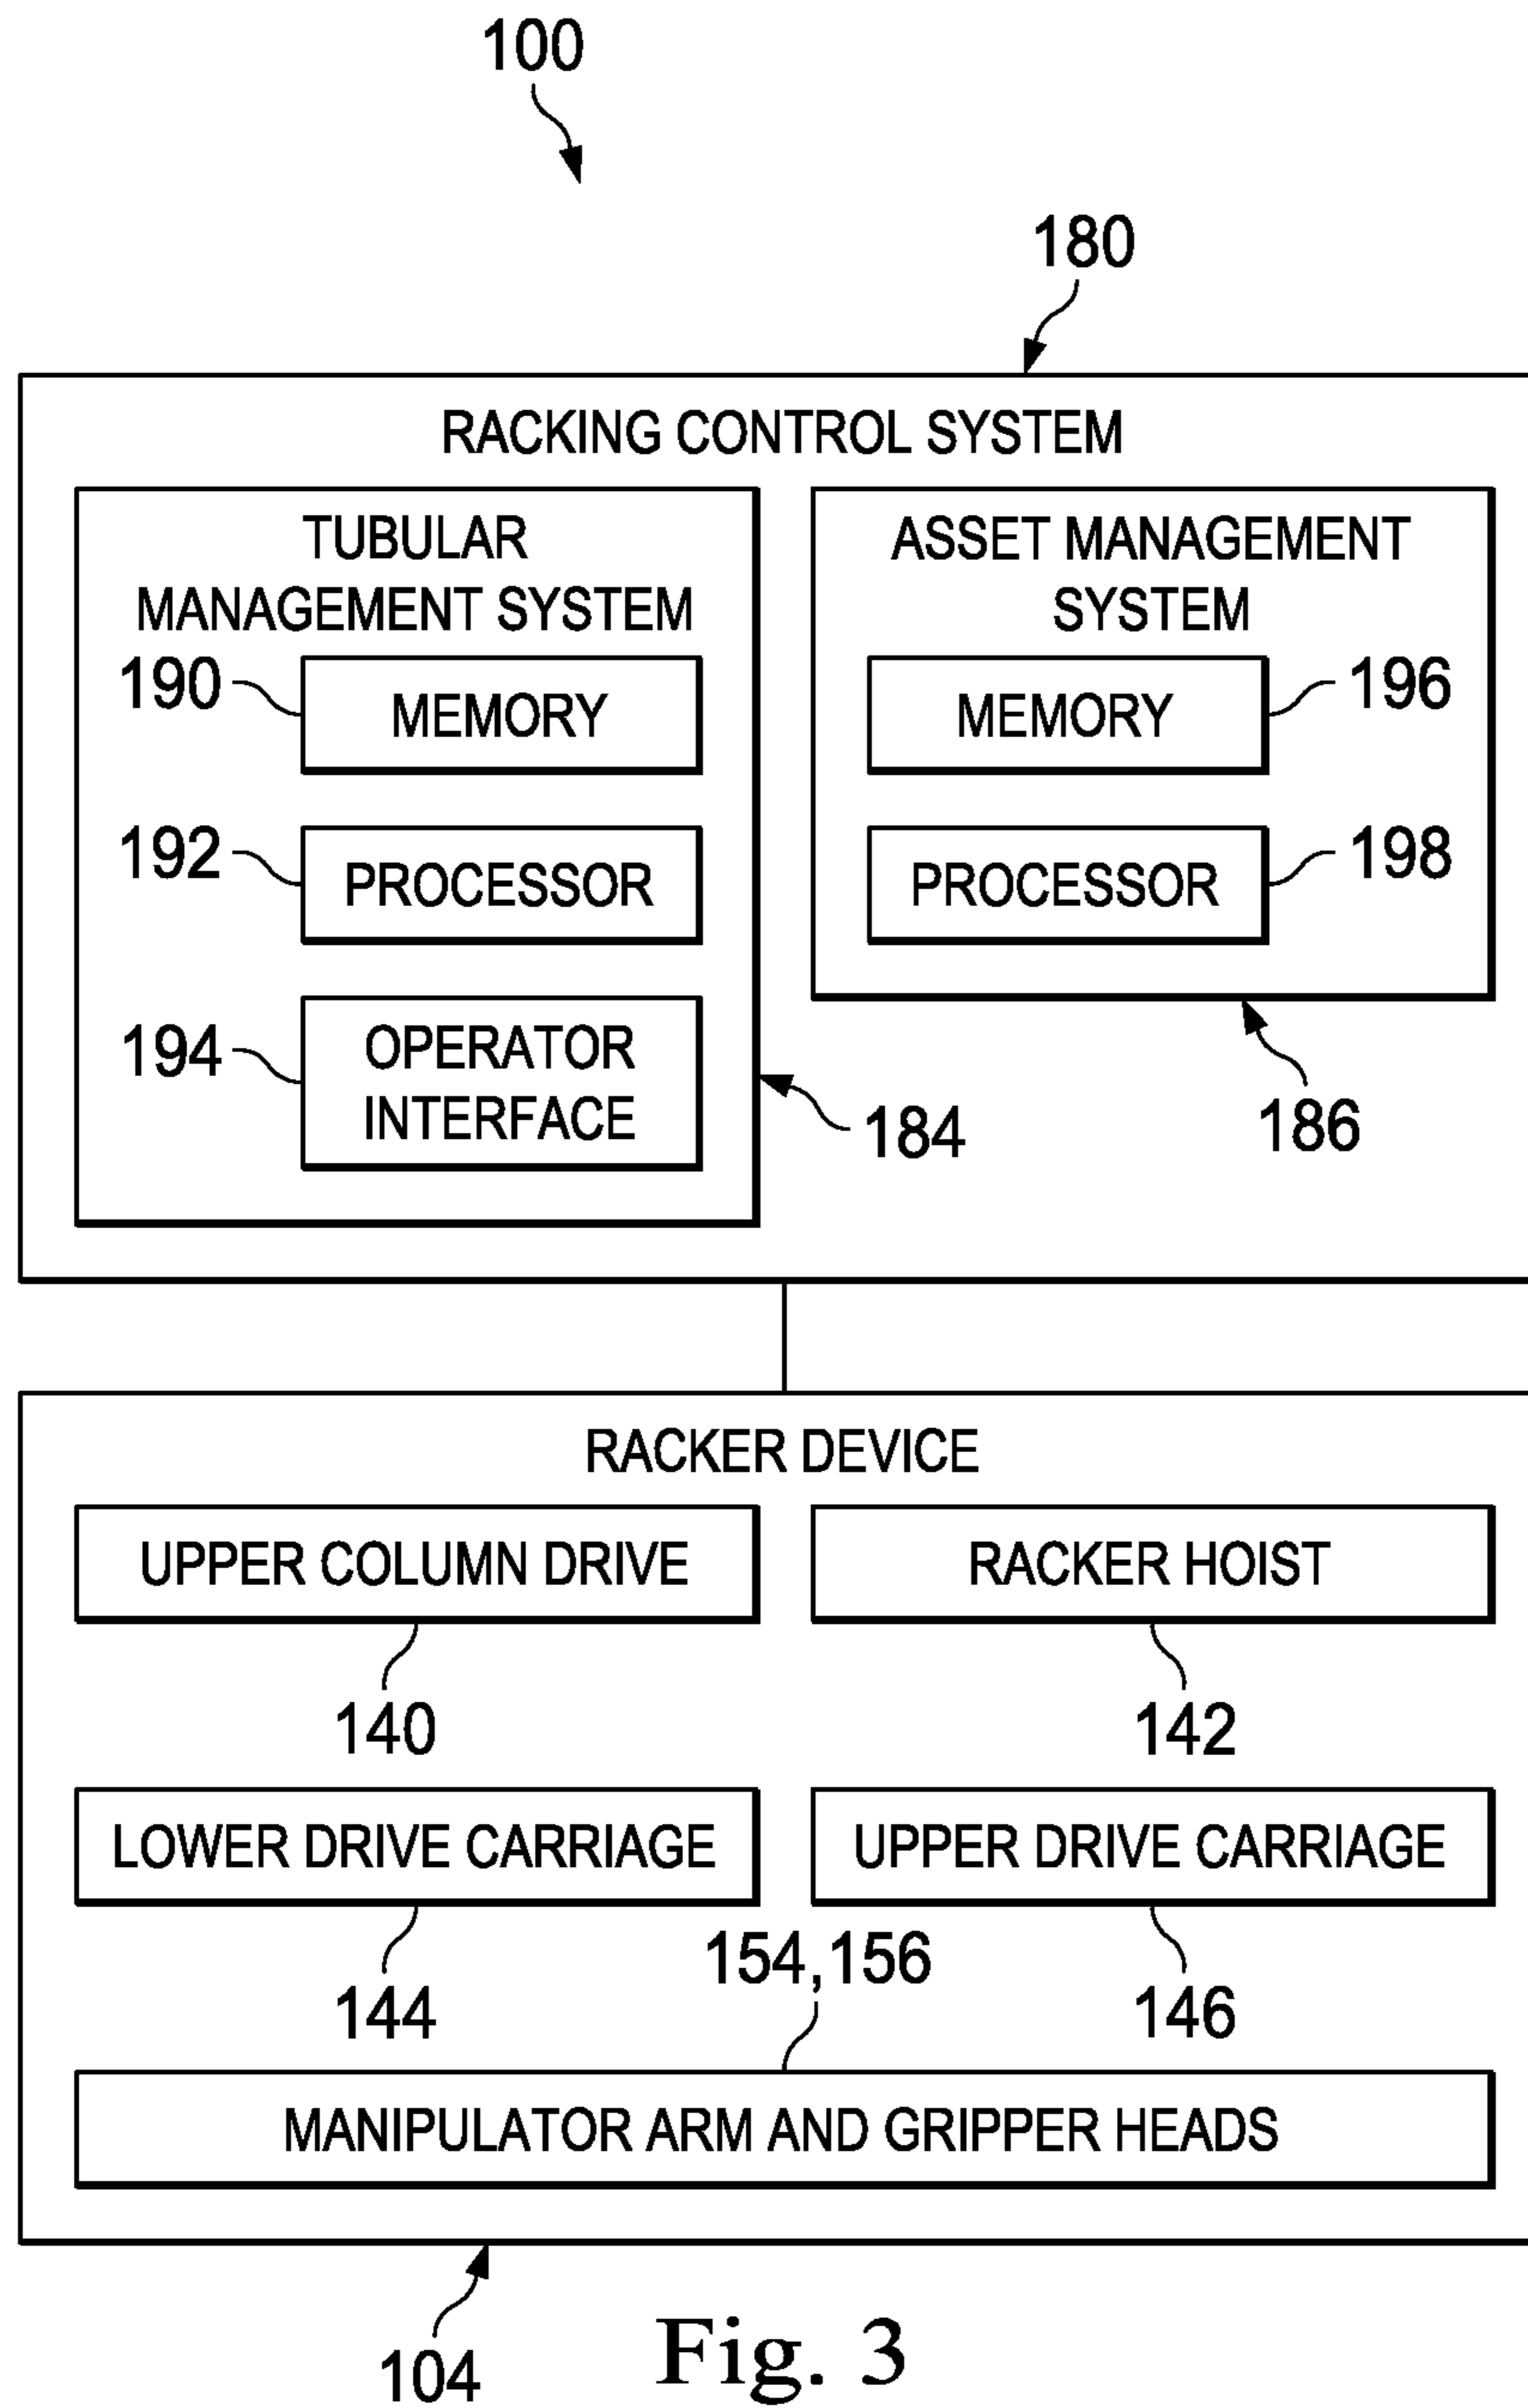 100
180
RACKING CONTROL SYSTEM
TUBULAR
MANAGEMENT SYSTEM
190
MEMORY
192
PROCESSOR
194
OPERATOR
INTERFACE
184
ASSET MANAGEMENT
SYSTEM
MEMORY
196
PROCESSOR
198
186
RACKER DEVICE
UPPER COLUMN DRIVE
RACKER HOIST
140
142
LOWER DRIVE CARRIAGE
UPPER DRIVE CARRIAGE
144
154,156
146
MANIPULATOR ARM AND GRIPPER HEADS
104
Fig. 3